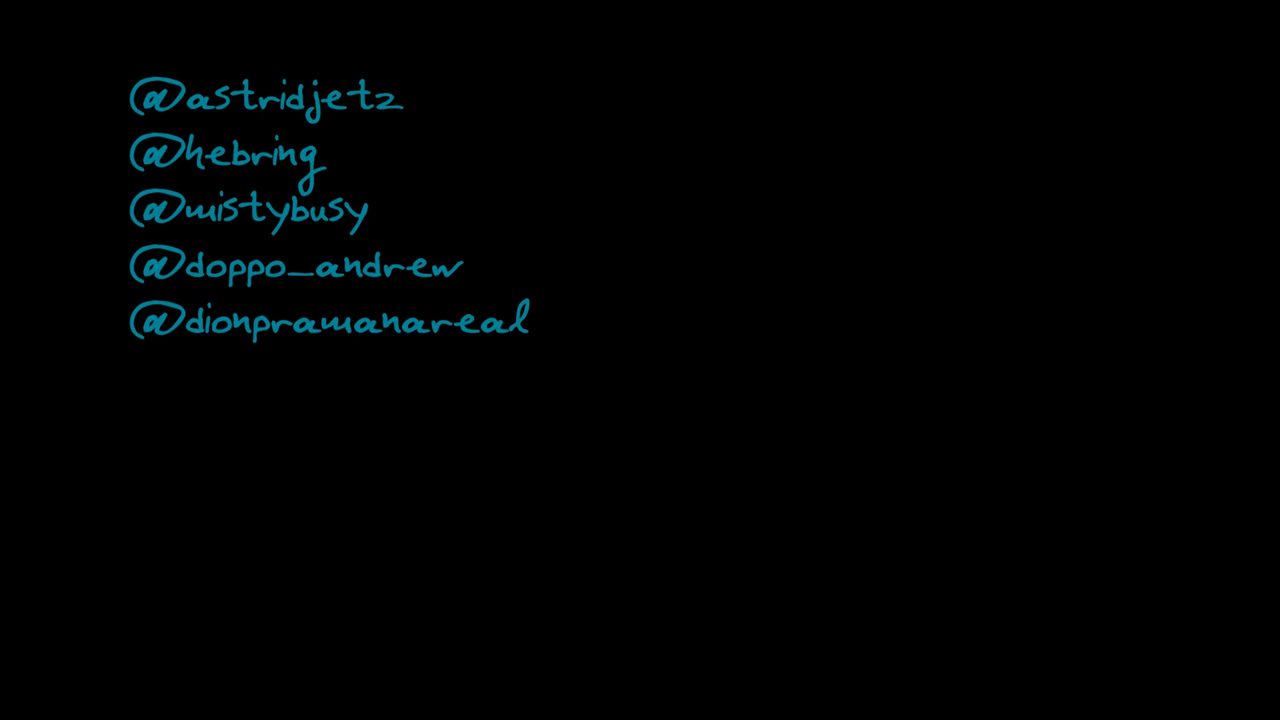 @astridjetz
@hebring
@mistybusy
@doppo_andrew
@dionpramanareal